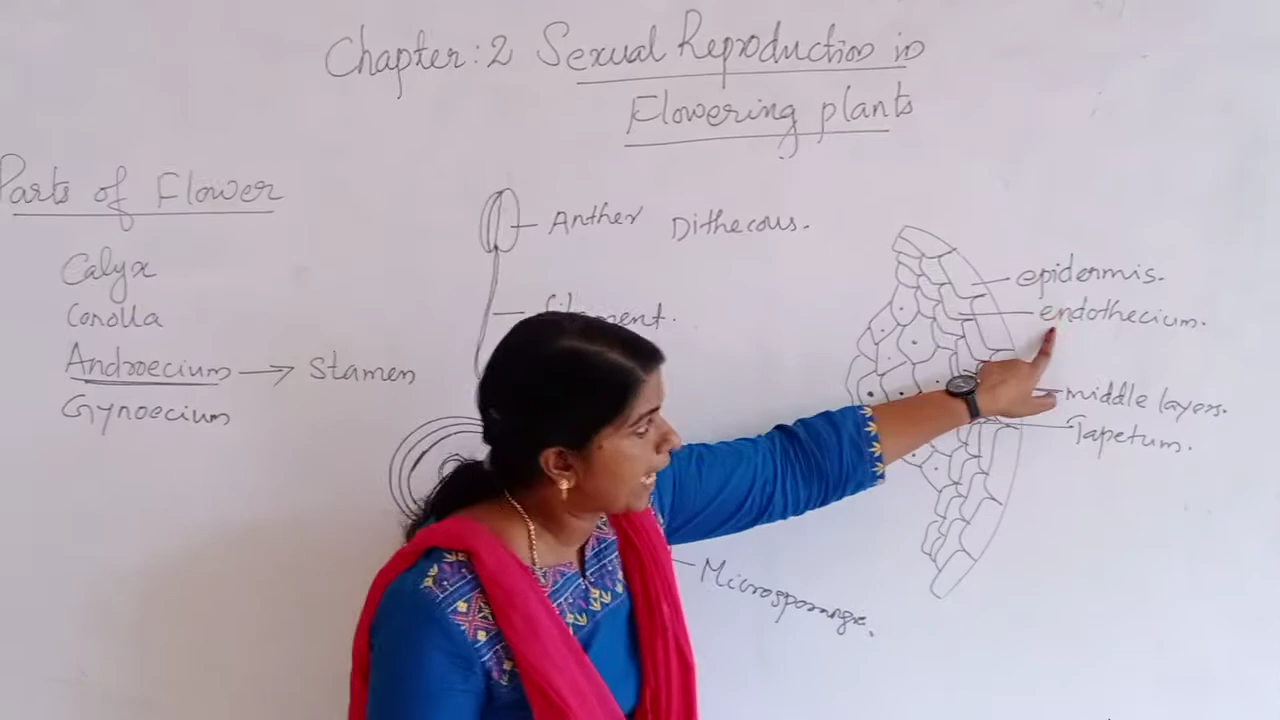 Chapter: 2 Sexual Reproduction in
Flowering plants
Parts of Flower
Calyx
Corolla
Androecium → Stamen
Gynoecium
Anther Dithecous.
epidermis.
endothecium.
middle layers.
Tapetum.